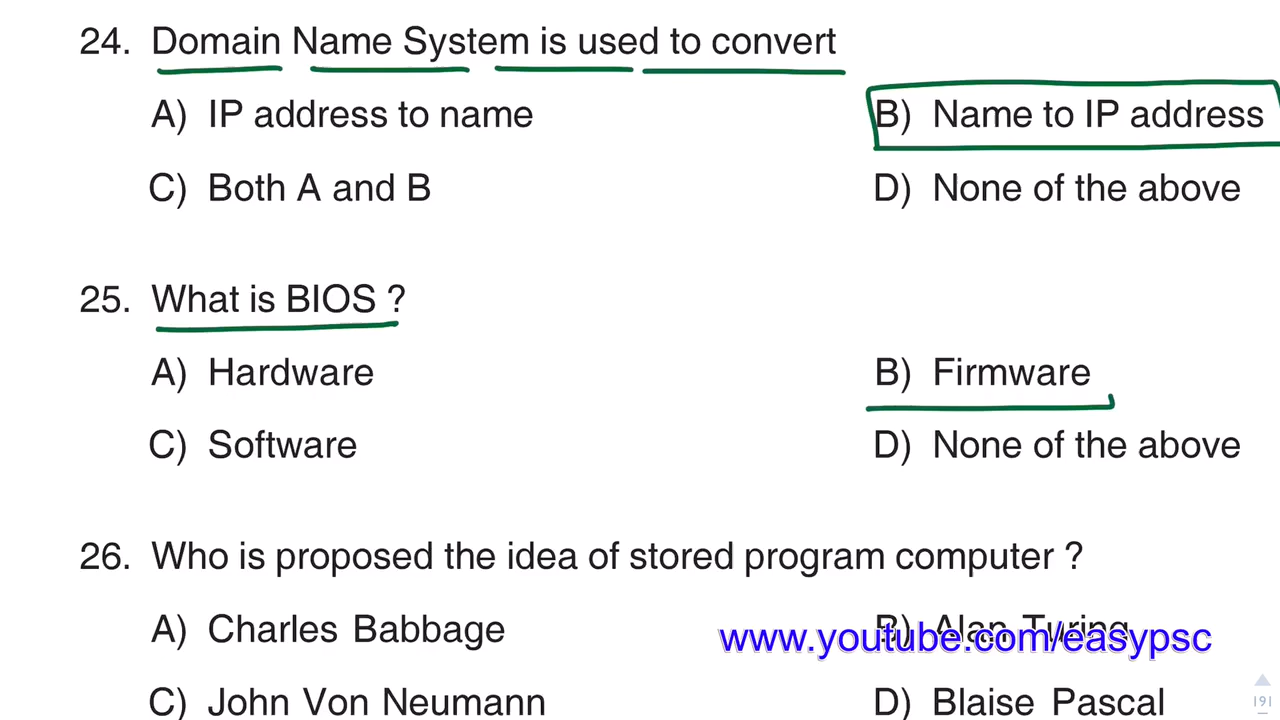 24. Domain Name System is used to convert
A) IP address to name B) Name to IP address
C) Both A and B D) None of the above
25. What is BIOS ?
A) Hardware B) Firmware
C) Software D) None of the above
26. Who is proposed the idea of stored program computer ?
A) Charles Babbage B) Alan Turing
www.youtube.com/easypsc
C) John Von Neumann D) Blaise Pascal
191